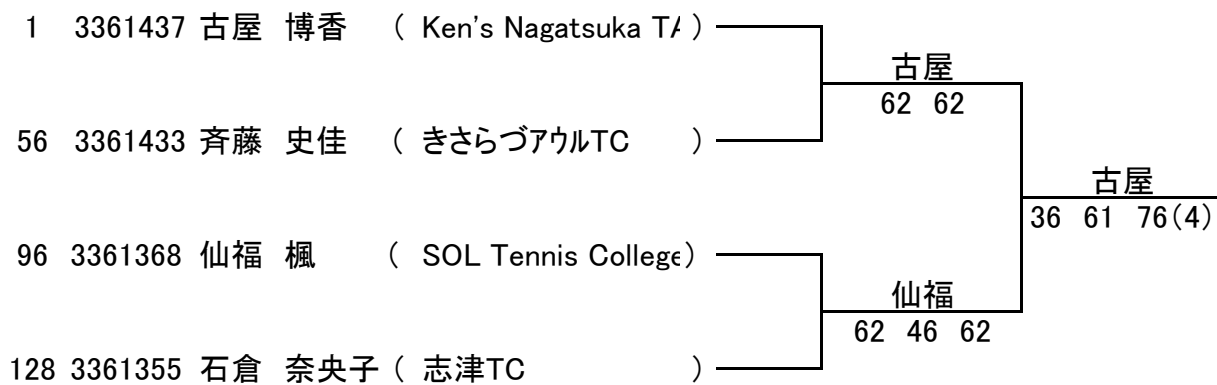 1 3361437 古屋 博香 ( Ken's Nagatsuka TA )
古屋
62 62
56 3361433 斉藤 史佳 ( きさらづアウルTC )
古屋
36 61 76(4)
96 3361368 仙福 楓 ( SOL Tennis College )
仙福
62 46 62
128 3361355 石倉 奈央子 ( 志津TC )